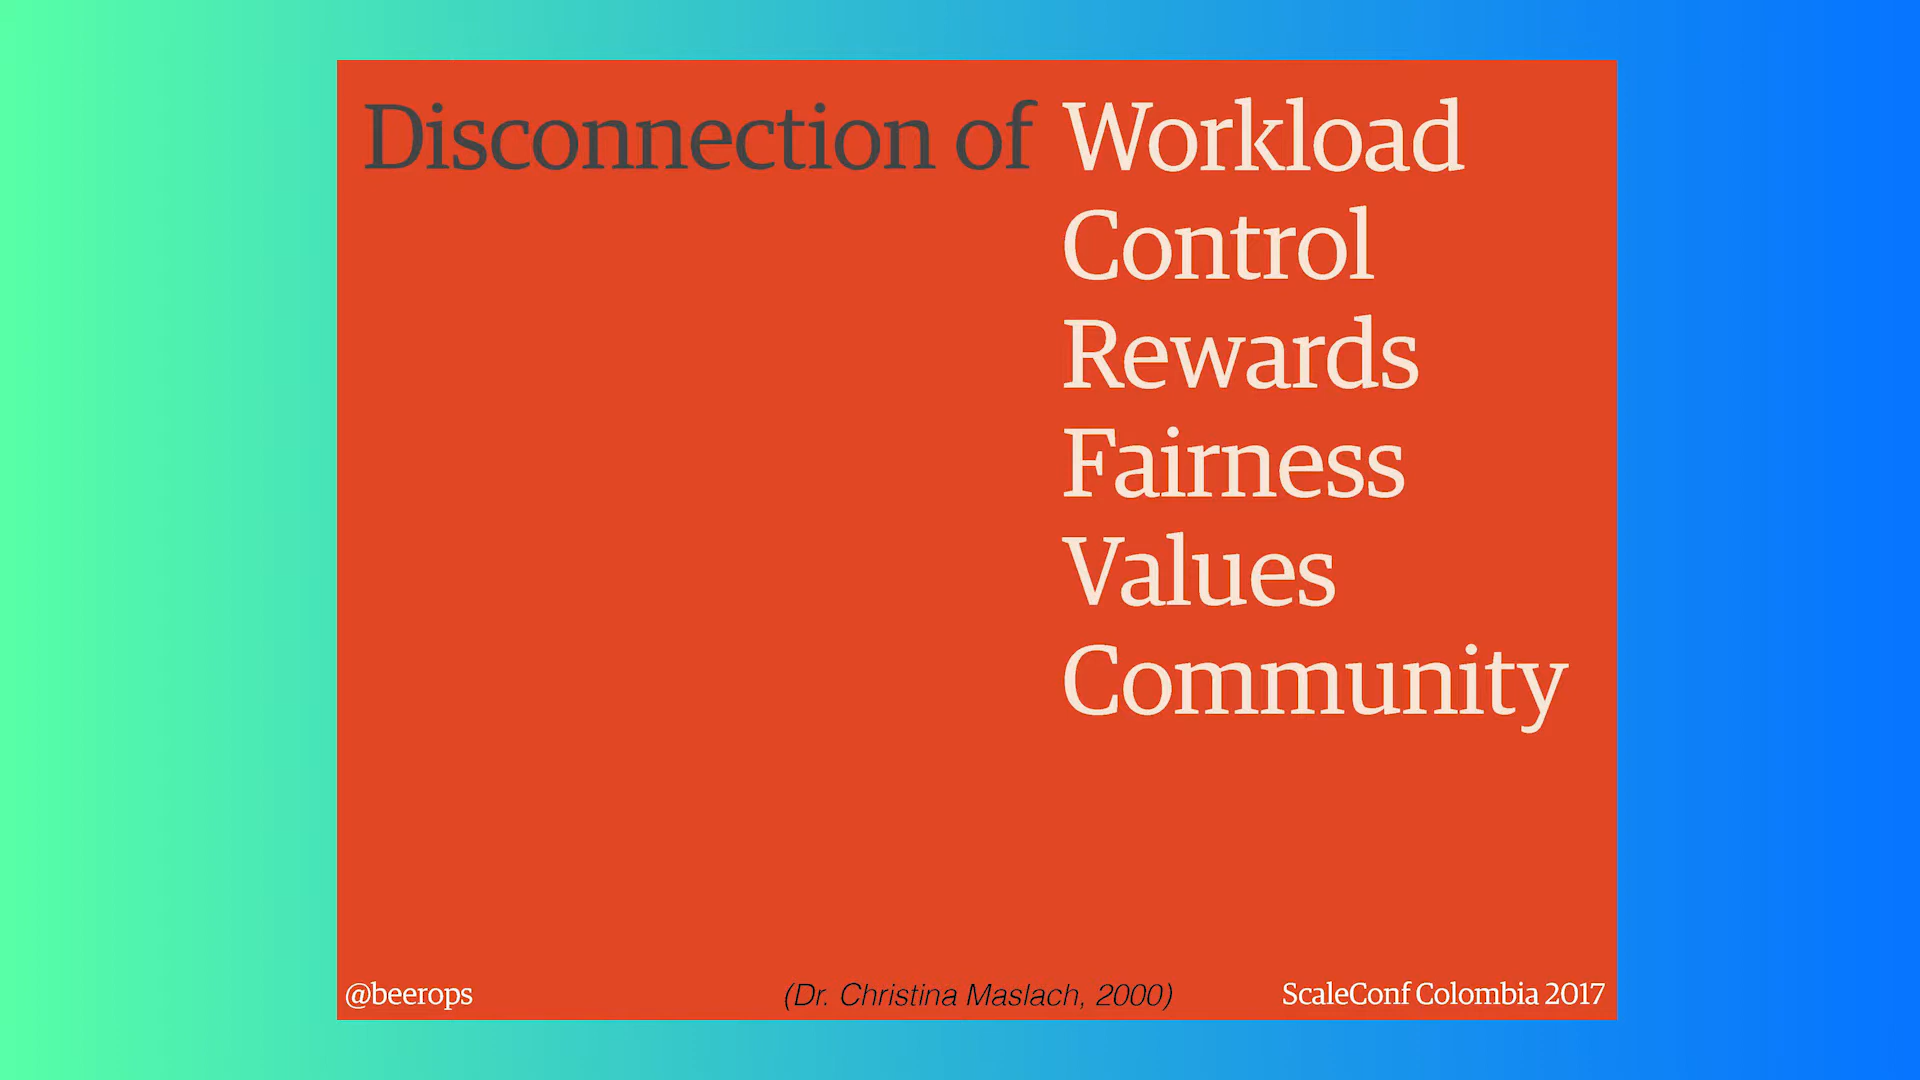 Disconnection of Workload
Control
Rewards
Fairness
Values
Community
@beerops
(Dr. Christina Maslach, 2000)
ScaleConf Colombia 2017